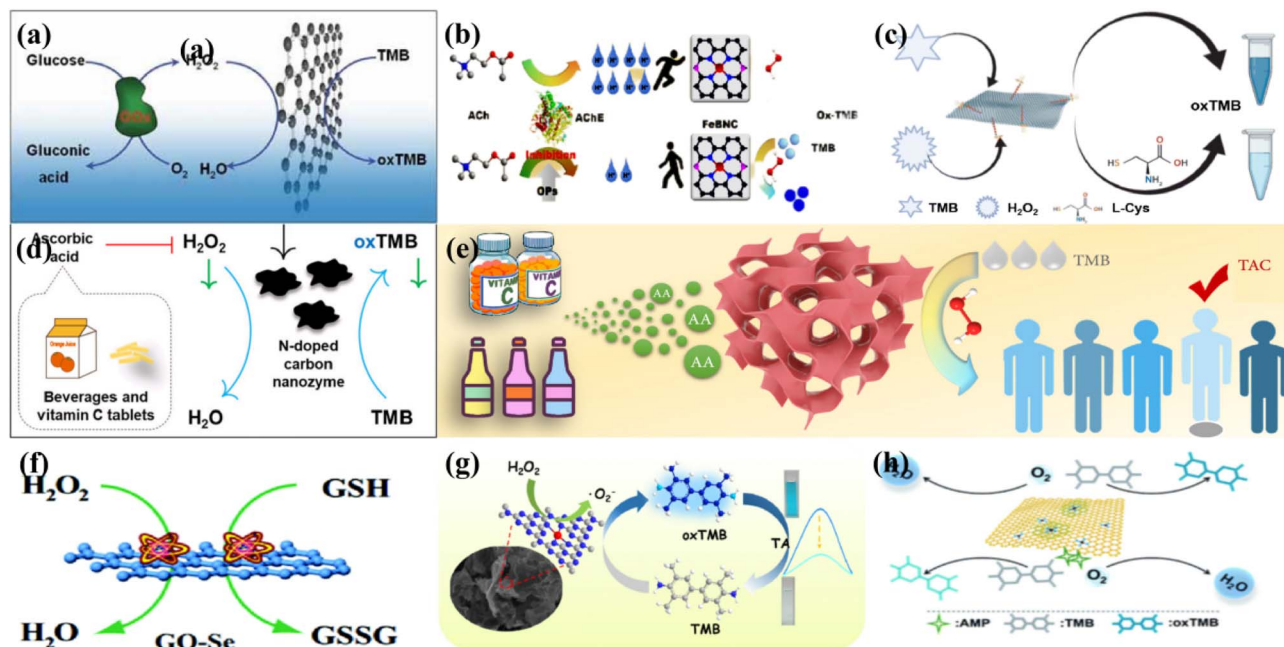 (a)
Glucose
(a)
H₂O₂
TMB
GOx
Gluconic
acid
O₂
H₂O
oxTMB
(b)
ACh
AChE
FeBNC
Ox-TMB
TMB
Inhibition
OPs
H⁺
(c)
oxTMB
HS
O
OH
NH₂
TMB
H₂O₂
L-Cys
(d)
Ascorbic
acid
H₂O₂
oxTMB
Orange Juice
N-doped
carbon
nanozyme
Beverages and
vitamin C tablets
H₂O
TMB
(e)
VITAMIN
C
VITAMIN
C
AA
AA
AA
TMB
TAC
(f)
H₂O₂
GSH
H₂O
GSSG
GO-Se
(g)
H₂O₂
·O₂⁻
oxTMB
TA
TMB
(h)
H₂O
O₂
O₂
H₂O
:AMP
:TMB
:oxTMB